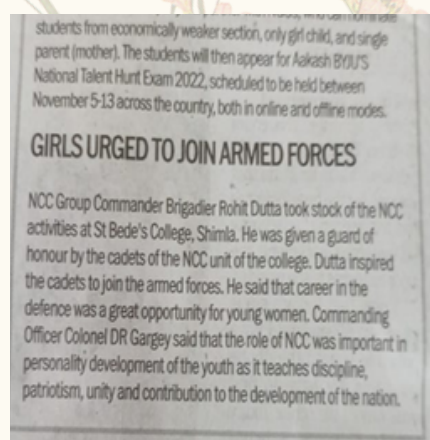 students from economically weaker section, only girl child, and single
parent (mother). The students will then appear for Aakash BYJU'S
National Talent Hunt Exam 2022, scheduled to be held between
November 5-13 across the country, both in online and offline modes.
GIRLS URGED TO JOIN ARMED FORCES
NCC Group Commander Brigadier Rohit Dutta took stock of the NCC
activities at St Bede's College, Shimla. He was given a guard of
honour by the cadets of the NCC unit of the college. Dutta inspired
the cadets to join the armed forces. He said that career in the
defence was a great opportunity for young women. Commanding
Officer Colonel DR Gargey said that the role of NCC was important in
personality development of the youth as it teaches discipline,
patriotism, unity and contribution to the development of the nation.